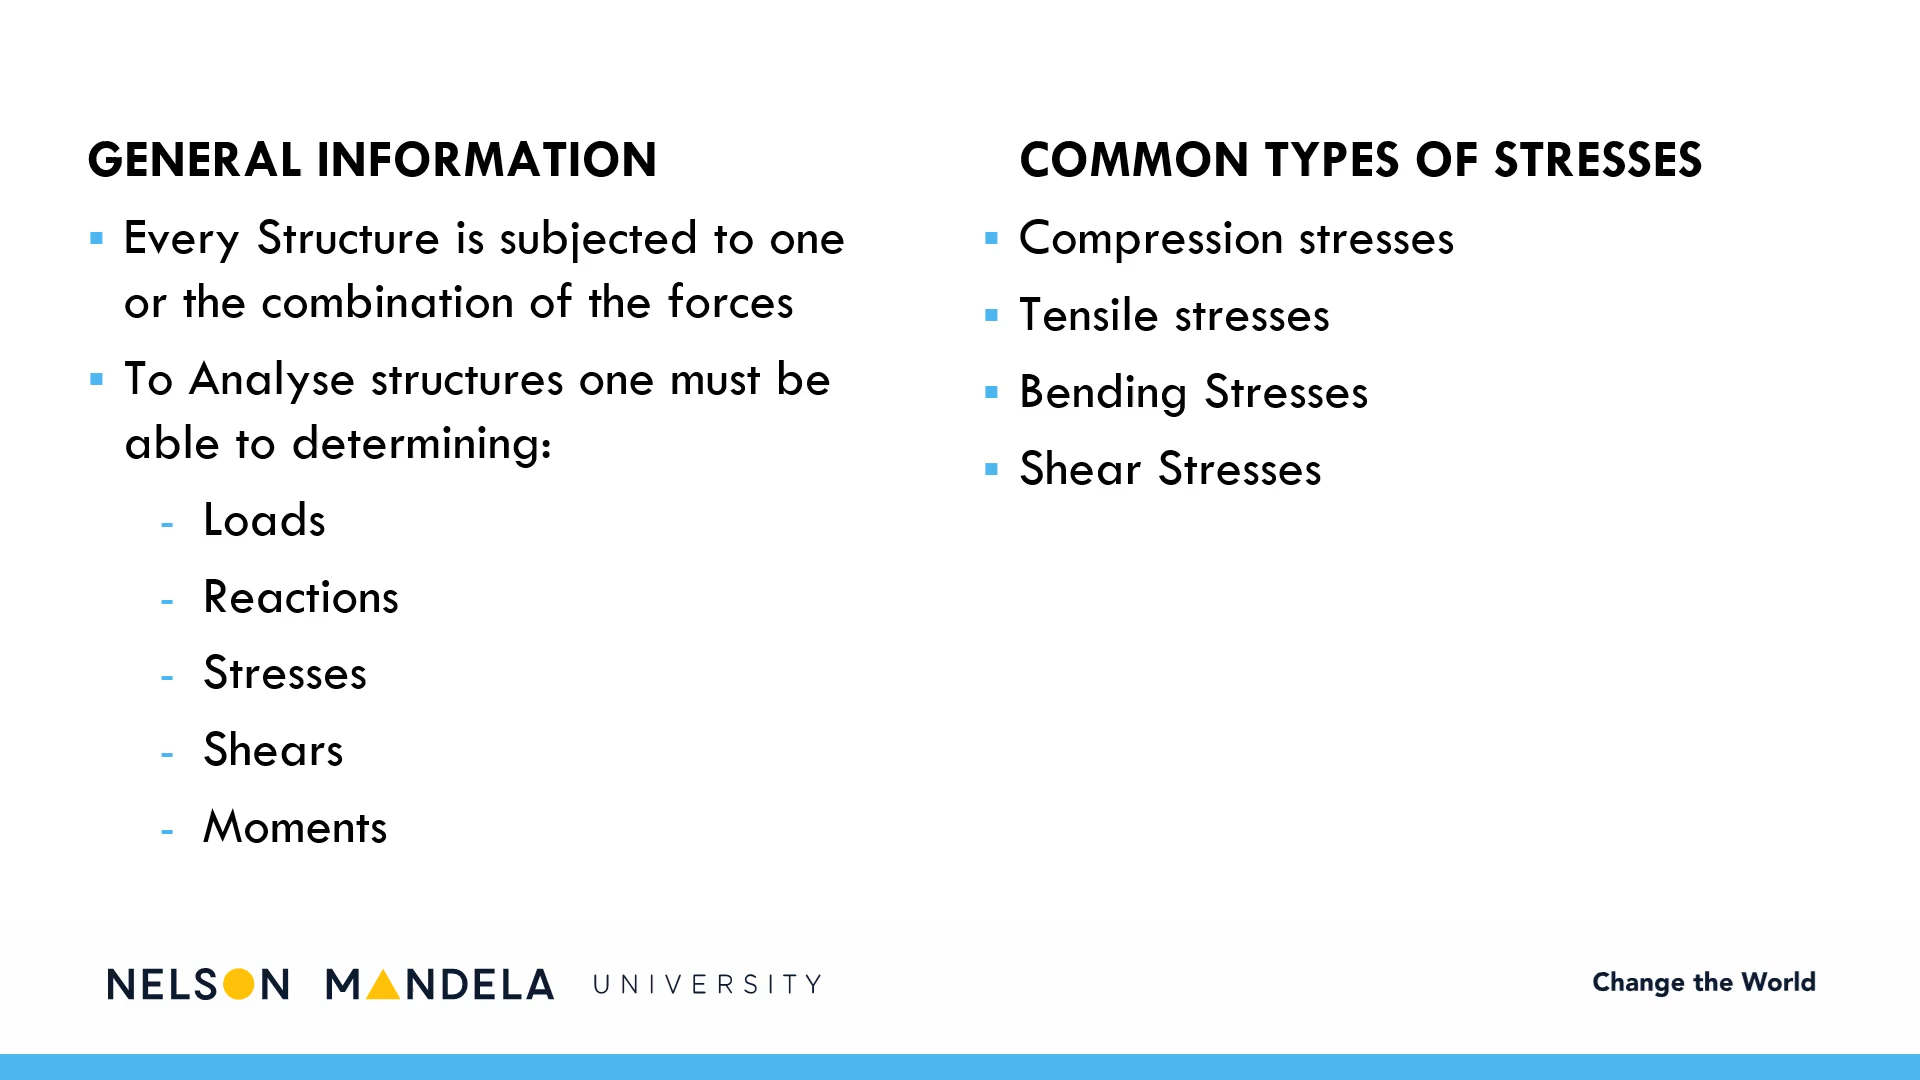 GENERAL INFORMATION
▪ Every Structure is subjected to one
or the combination of the forces
▪ To Analyse structures one must be
able to determining:
- Loads
- Reactions
- Stresses
- Shears
- Moments
COMMON TYPES OF STRESSES
▪ Compression stresses
▪ Tensile stresses
▪ Bending Stresses
▪ Shear Stresses
NELSON MANDELA UNIVERSITY
Change the World